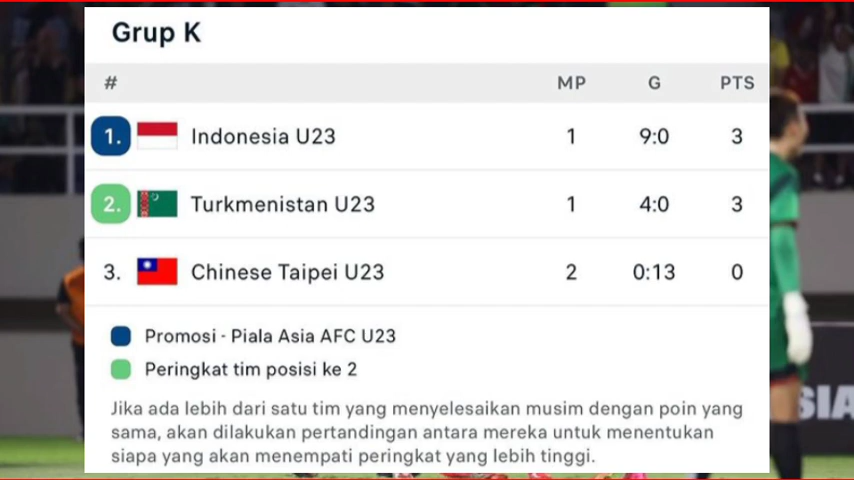 Grup K
# MP G PTS
1. Indonesia U23 1 9:0 3
2. Turkmenistan U23 1 4:0 3
3. Chinese Taipei U23 2 0:13 0
Promosi - Piala Asia AFC U23
Peringkat tim posisi ke 2
Jika ada lebih dari satu tim yang menyelesaikan musim dengan poin yang
sama, akan dilakukan pertandingan antara mereka untuk menentukan
siapa yang akan menempati peringkat yang lebih tinggi.